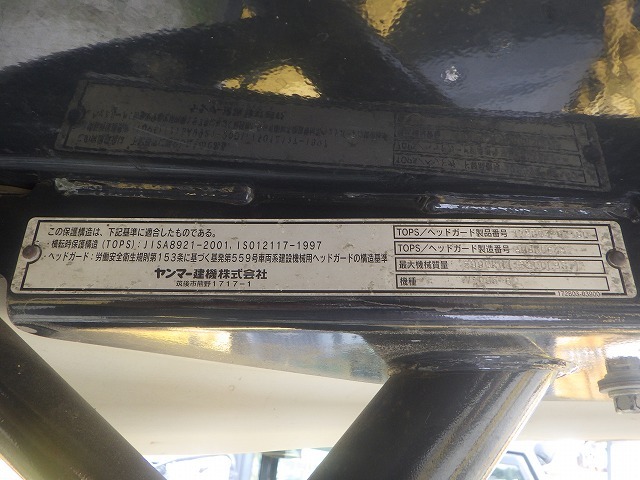 この保護構造は、下記基準に適合したものである。
・横転時保護構造 (TOPS) : JISA8921-2001, ISO12117-1997
・ヘッドガード : 労働安全衛生規則第153条に基づく基発第559号車両系建設機械用ヘッドガードの構造基準
ヤンマー建機株式会社
筑後市熊野1717-1
TOPS/ヘッドガード製品番号
TOPS/ヘッドガード製造番号
最大機械質量
機種
172B05-83900